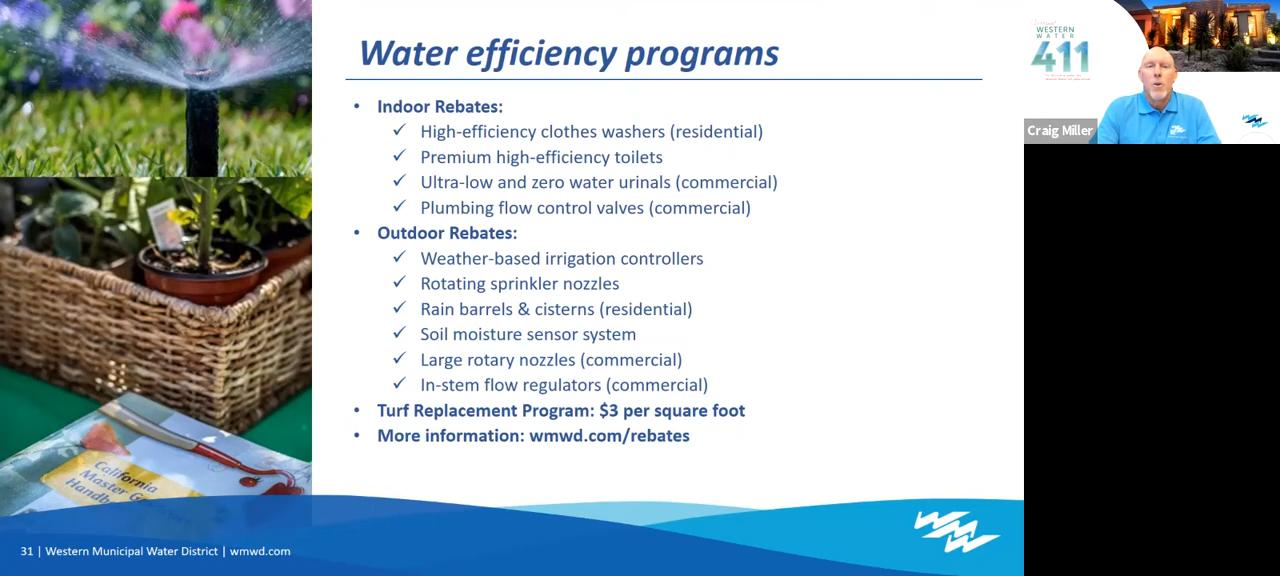 Water efficiency programs
• Indoor Rebates:
✓ High-efficiency clothes washers (residential)
✓ Premium high-efficiency toilets
✓ Ultra-low and zero water urinals (commercial)
✓ Plumbing flow control valves (commercial)
• Outdoor Rebates:
✓ Weather-based irrigation controllers
✓ Rotating sprinkler nozzles
✓ Rain barrels & cisterns (residential)
✓ Soil moisture sensor system
✓ Large rotary nozzles (commercial)
✓ In-stem flow regulators (commercial)
• Turf Replacement Program: $3 per square foot
• More information: wmwd.com/rebates
California
Master G
Handb
31 | Western Municipal Water District | wmwd.com
WESTERN
WATER
411
Craig Miller